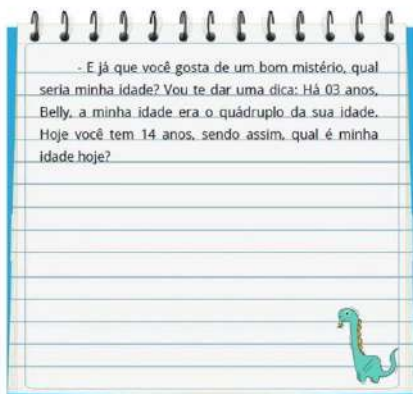 - E já que você gosta de um bom mistério, qual
seria minha idade? Vou te dar uma dica: Há 03 anos,
Belly, a minha idade era o quádruplo da sua idade.
Hoje você tem 14 anos, sendo assim, qual é minha
idade hoje?